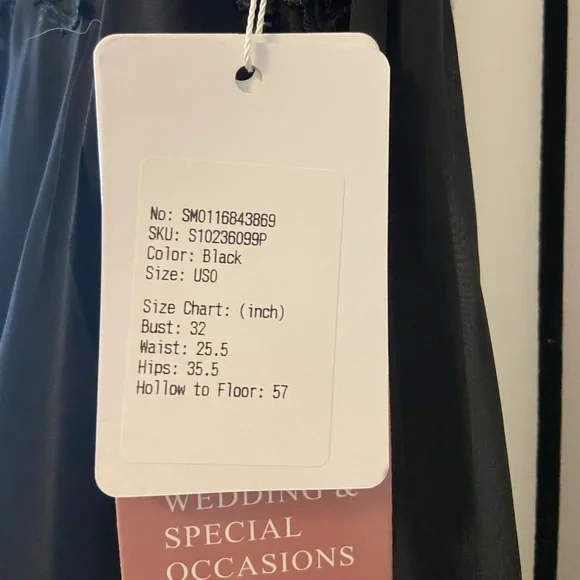 No: SM0116843869
SKU: S10236099P
Color: Black
Size: US0
Size Chart: (inch)
Bust: 32
Waist: 25.5
Hips: 35.5
Hollow to Floor: 57
WEDDING &
SPECIAL
OCCASIONS